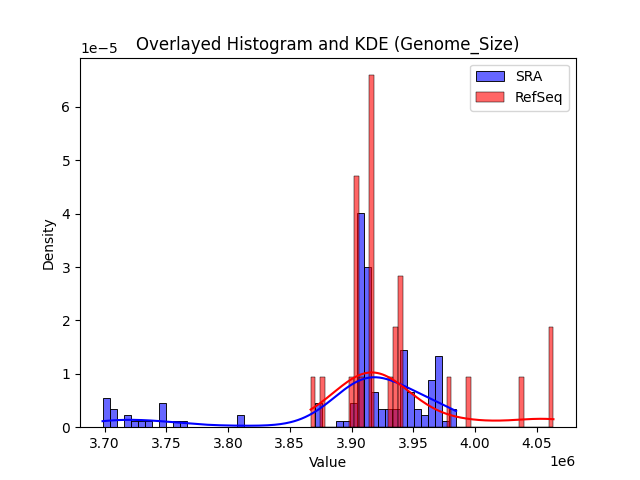 Overlayed Histogram and KDE (Genome_Size)
1e−5
SRA
RefSeq
Density
6
5
4
3
2
1
0
3.70 3.75 3.80 3.85 3.90 3.95 4.00 4.05
Value
1e6